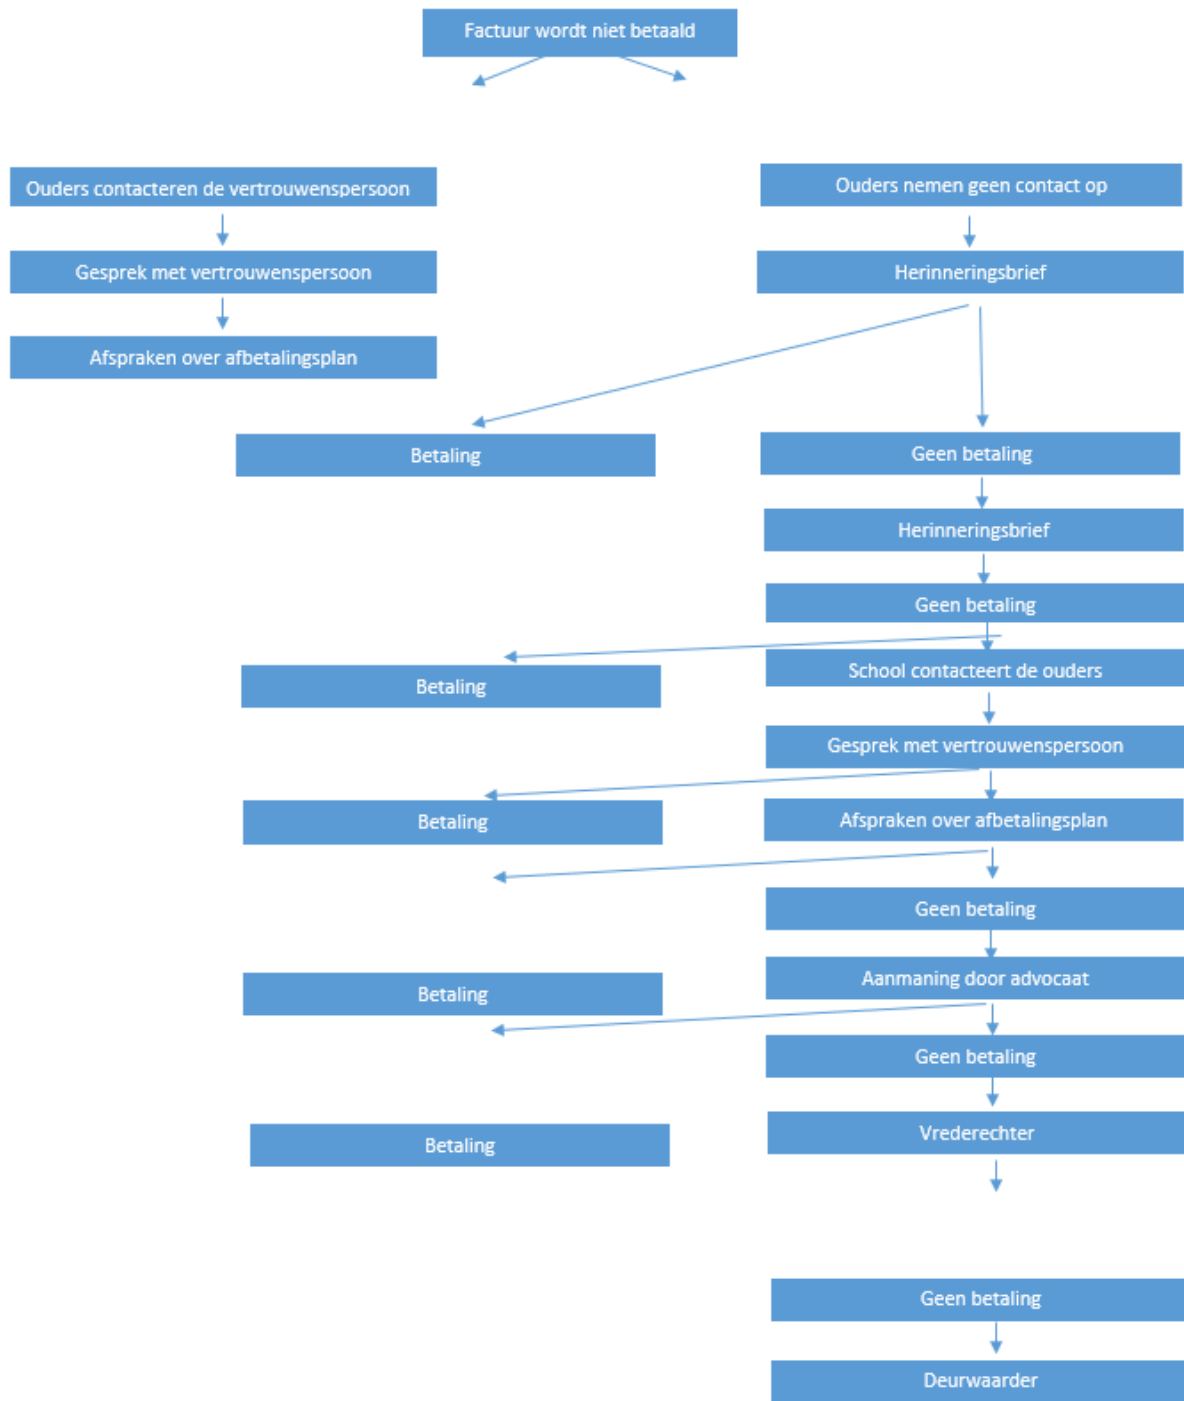 Factuur wordt niet betaald
Ouders contacteren de vertrouwenspersoon
Ouders nemen geen contact op
Gesprek met vertrouwenspersoon
Herinneringsbrief
Afspraken over afbetalingsplan
Betaling
Geen betaling
Herinneringsbrief
Geen betaling
Betaling
School contacteert de ouders
Gesprek met vertrouwenspersoon
Betaling
Afspraken over afbetalingsplan
Geen betaling
Betaling
Aanmaning door advocaat
Geen betaling
Betaling
Vrederechter
Geen betaling
Deurwaarder